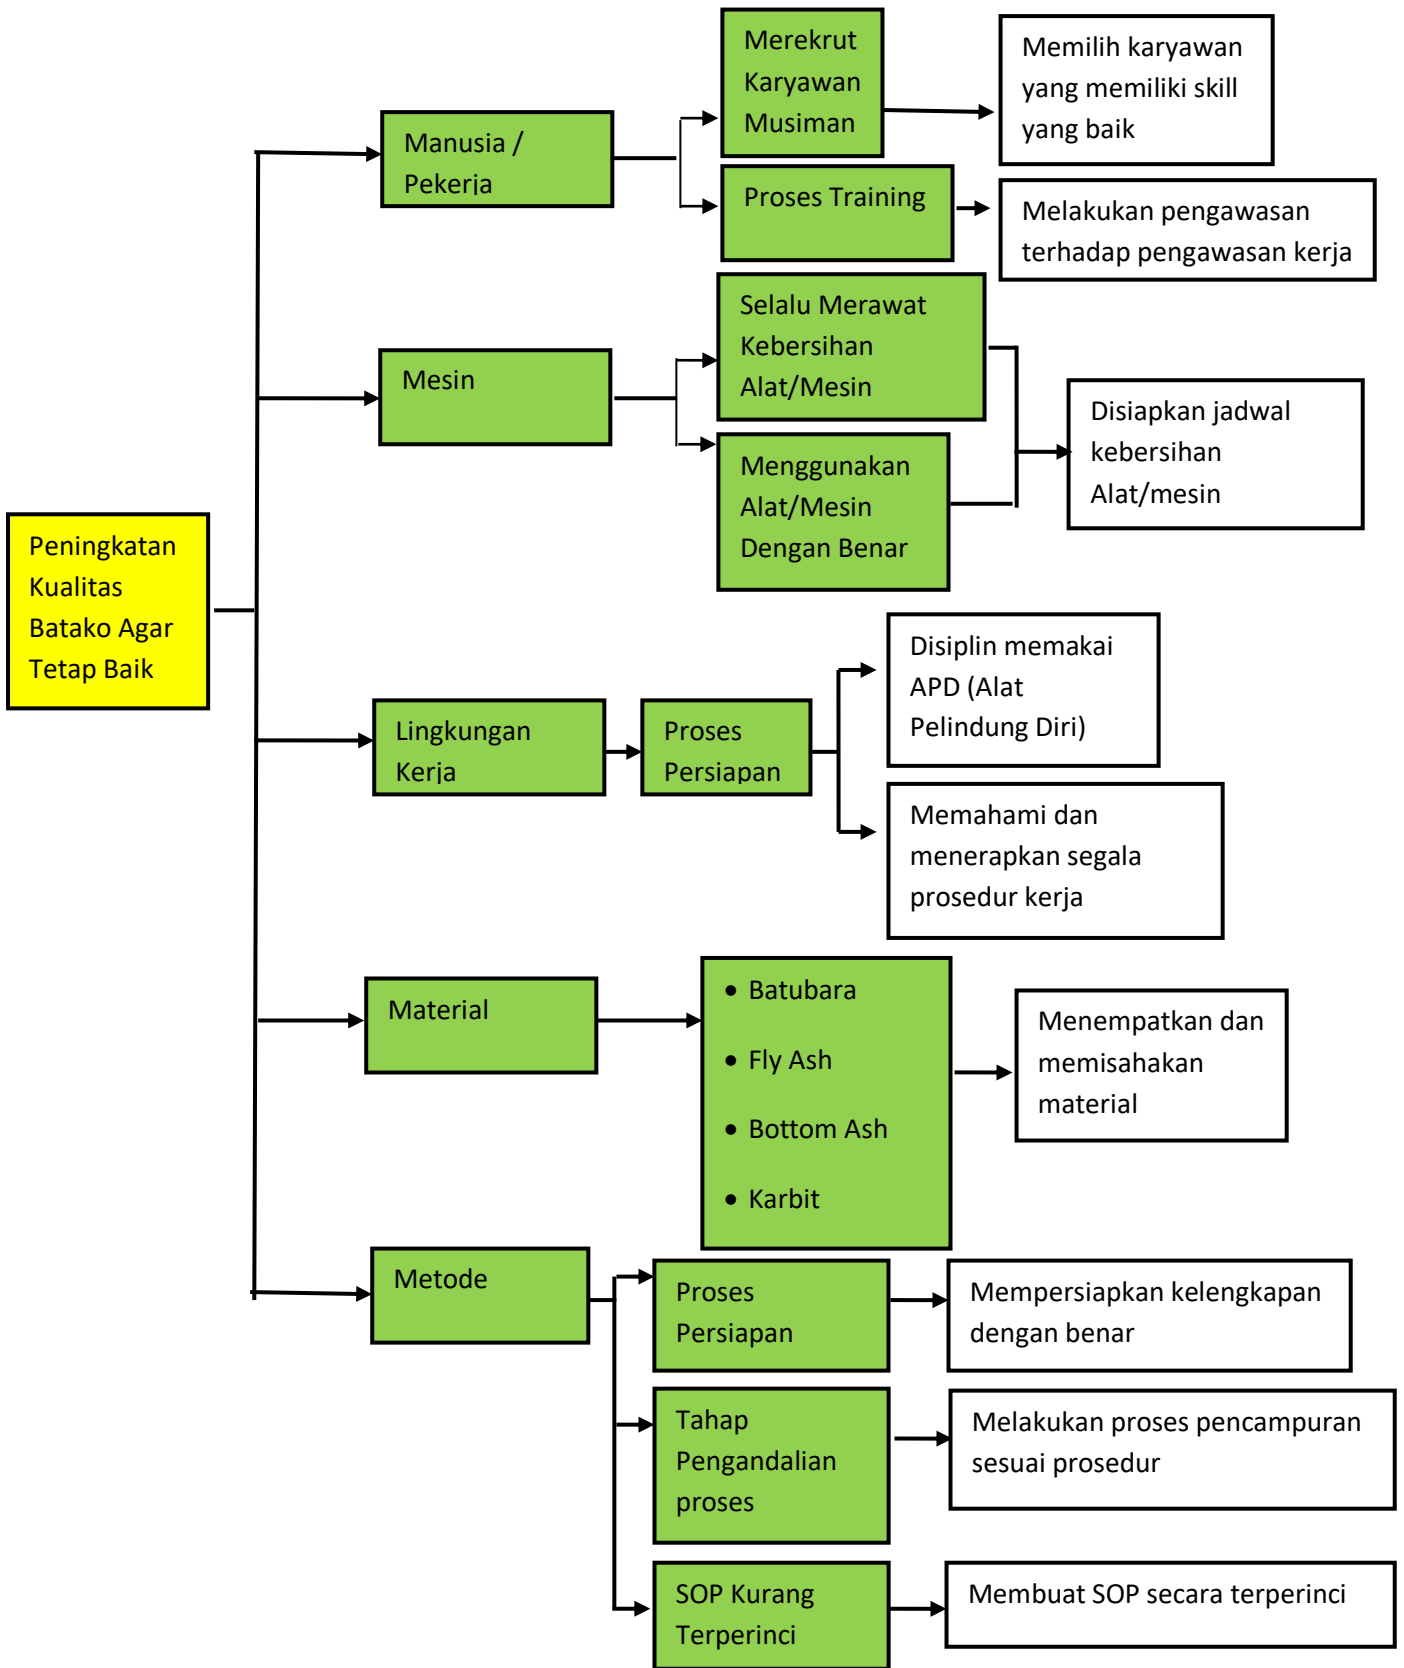 Merekrut
Karyawan
Musiman
Memilih karyawan
yang memiliki skill
yang baik
Manusia /
Pekerja
Proses Training
Melakukan pengawasan
terhadap pengawasan kerja
Selalu Merawat
Kebersihan
Alat/Mesin
Mesin
Menggunakan
Alat/Mesin
Dengan Benar
Disiapkan jadwal
kebersihan
Alat/mesin
Peningkatan
Kualitas
Batako Agar
Tetap Baik
Lingkungan
Kerja
Proses
Persiapan
Disiplin memakai
APD (Alat
Pelindung Diri)
Memahami dan
menerapkan segala
prosedur kerja
Material
• Batubara
• Fly Ash
• Bottom Ash
• Karbit
Menempatkan dan
memisahakan
material
Metode
Proses
Persiapan
Mempersiapkan kelengkapan
dengan benar
Tahap
Pengandalian
proses
Melakukan proses pencampuran
sesuai prosedur
SOP Kurang
Terperinci
Membuat SOP secara terperinci